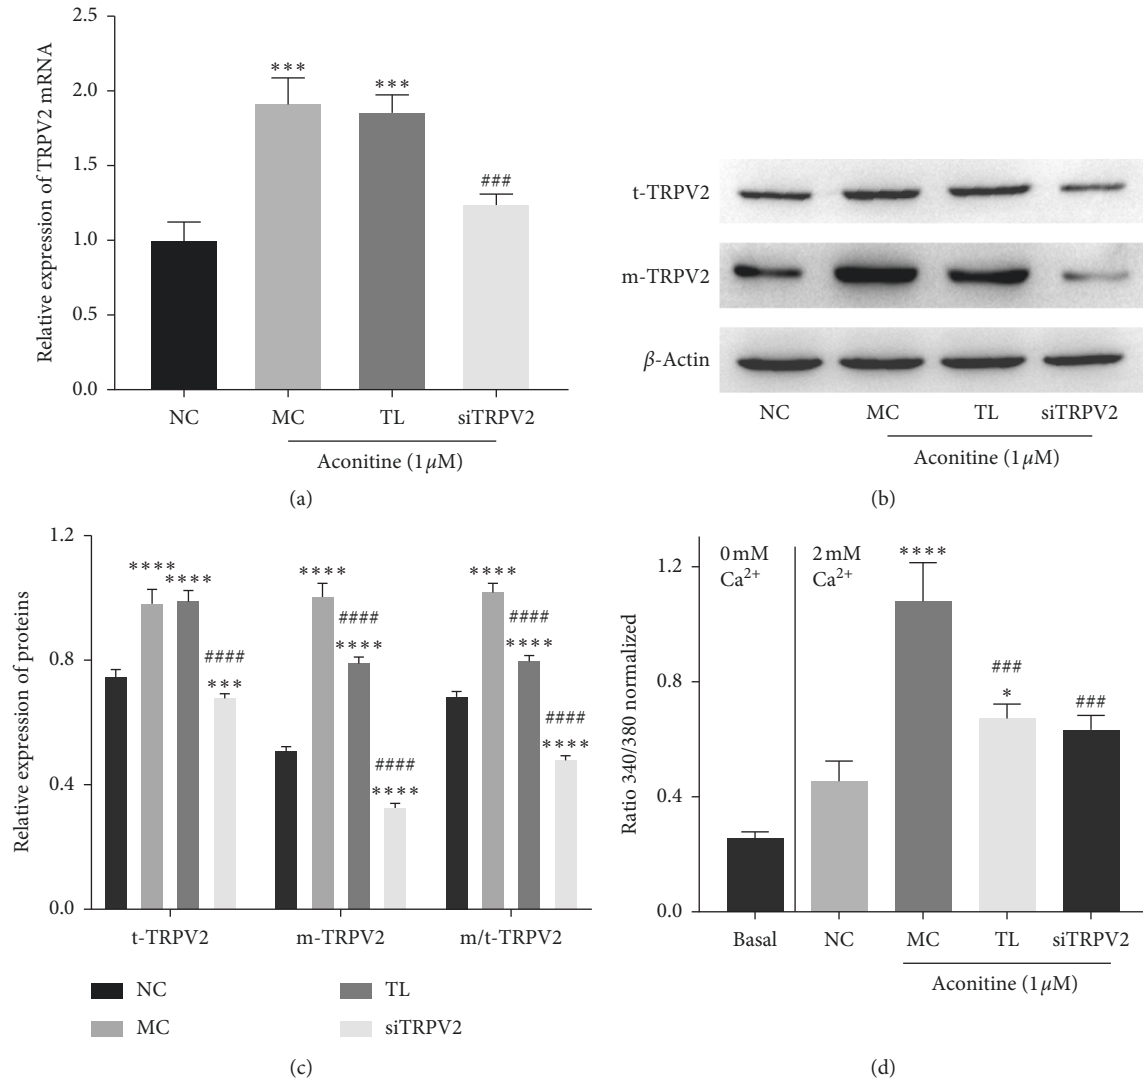 2.5
2.0
1.5
1.0
0.5
0.0
Relative expression of TRPV2 mRNA
***
***
###
NC
MC
TL
siTRPV2
Aconitine (1 μM)
(a)
t-TRPV2
m-TRPV2
β-Actin
NC
MC
TL
siTRPV2
Aconitine (1 μM)
(b)
1.2
0.8
0.4
0.0
Relative expression of proteins
****
****
####
***
****
####
****
####
****
****
####
****
####
****
t-TRPV2
m-TRPV2
m/t-TRPV2
NC
MC
TL
siTRPV2
(c)
0 mM
Ca²⁺
2 mM
Ca²⁺
1.2
0.8
0.4
0.0
Ratio 340/380 normalized
****
###
*
###
Basal
NC
MC
TL
siTRPV2
Aconitine (1 μM)
(d)